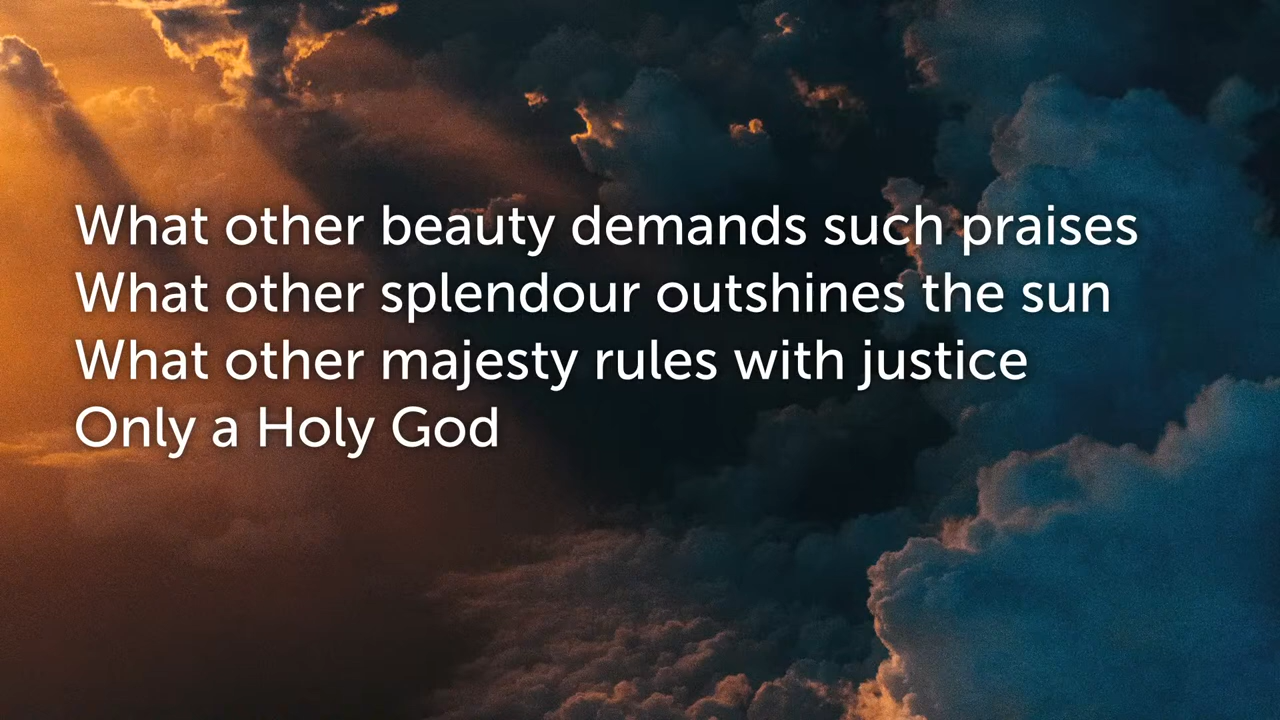 What other beauty demands such praises
What other splendour outshines the sun
What other majesty rules with justice
Only a Holy God